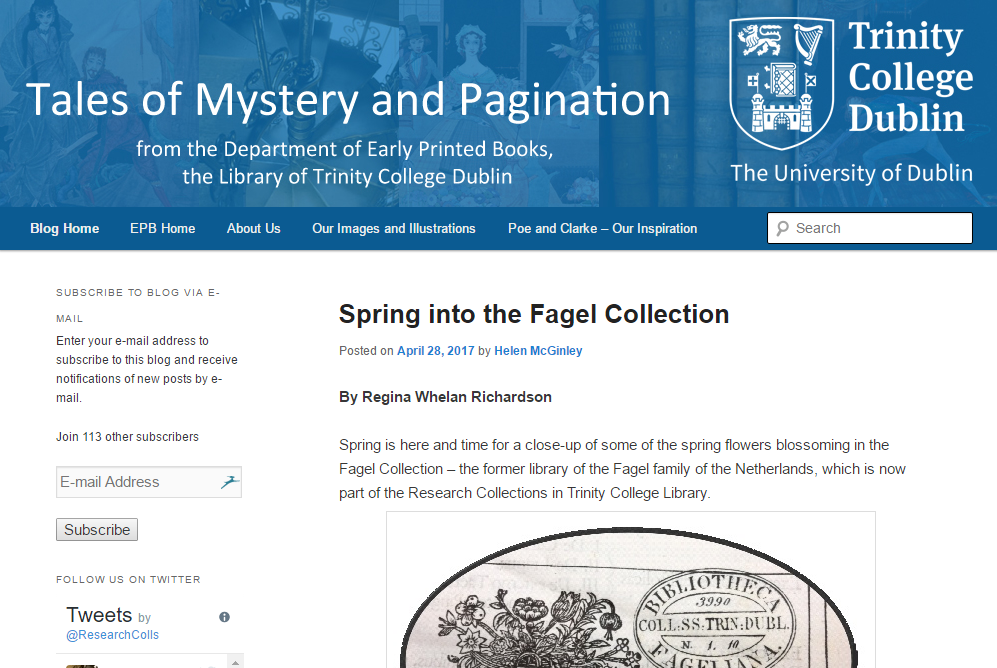 Tales of Mystery and Pagination
from the Department of Early Printed Books,
the Library of Trinity College Dublin
Trinity
College
Dublin
The University of Dublin
Blog Home
EPB Home
About Us
Our Images and Illustrations
Poe and Clarke – Our Inspiration
Search
SUBSCRIBE TO BLOG VIA E-
MAIL
Enter your e-mail address to
subscribe to this blog and receive
notifications of new posts by e-
mail.
Join 113 other subscribers
E-mail Address
Subscribe
FOLLOW US ON TWITTER
Tweets by
@ResearchColls
Spring into the Fagel Collection
Posted on April 28, 2017 by Helen McGinley
By Regina Whelan Richardson
Spring is here and time for a close-up of some of the spring flowers blossoming in the
Fagel Collection – the former library of the Fagel family of the Netherlands, which is now
part of the Research Collections in Trinity College Library.
BIBLIOTHECA
3990
COLL:SS:TRIN:DUBL.
N. 1. 10
FAGELIANA.